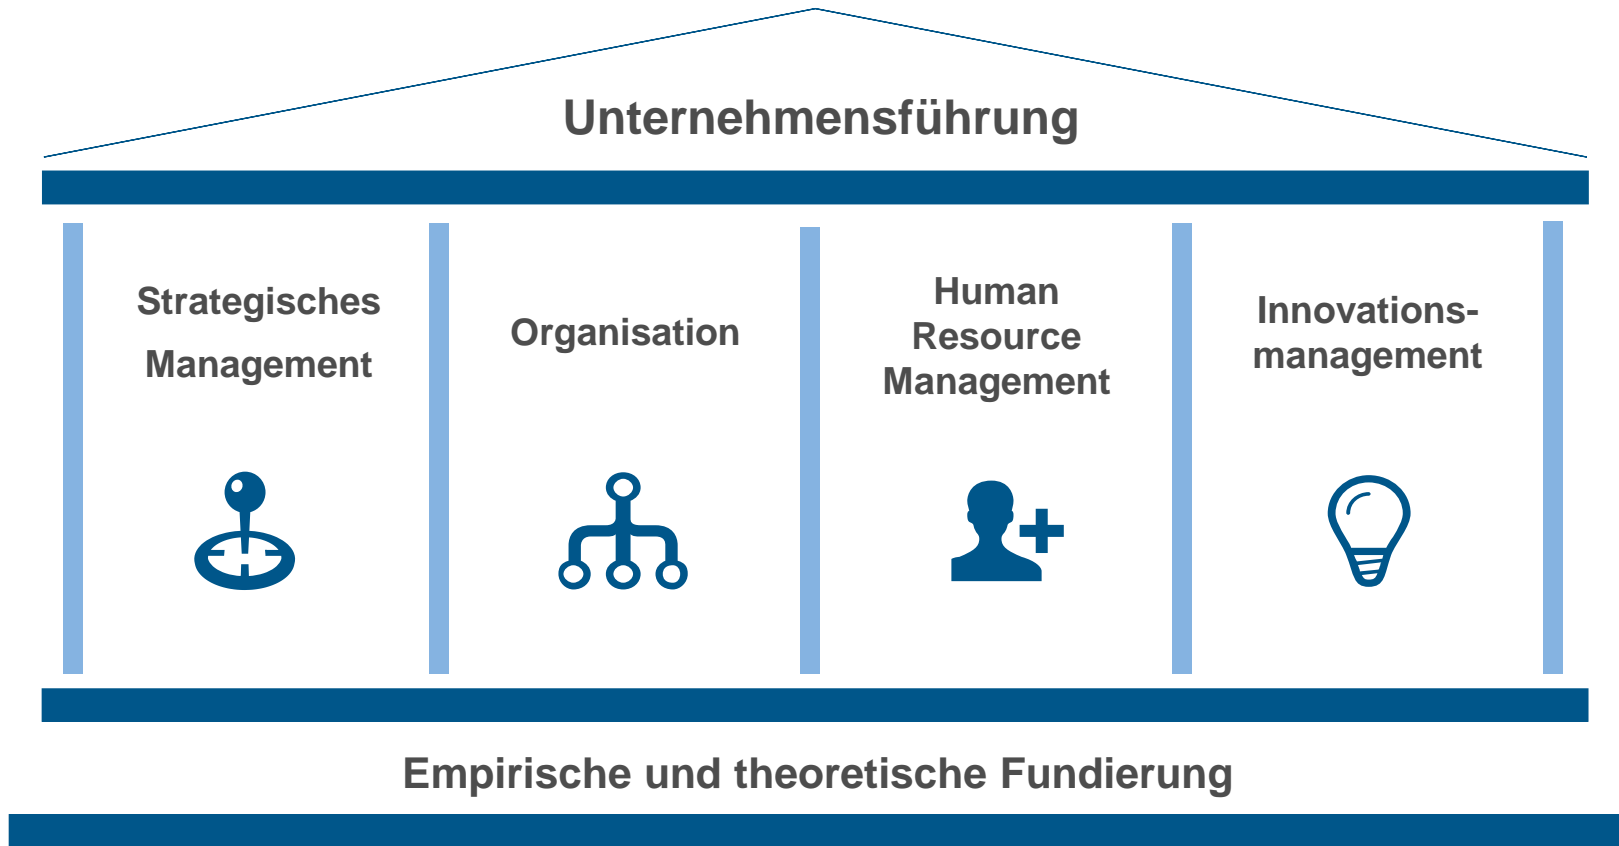 Unternehmensführung
Strategisches
Management
Organisation
Human
Resource
Management
Innovations-
management
Empirische und theoretische Fundierung